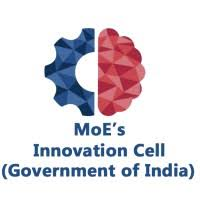 MoE's
Innovation Cell
(Government of India)